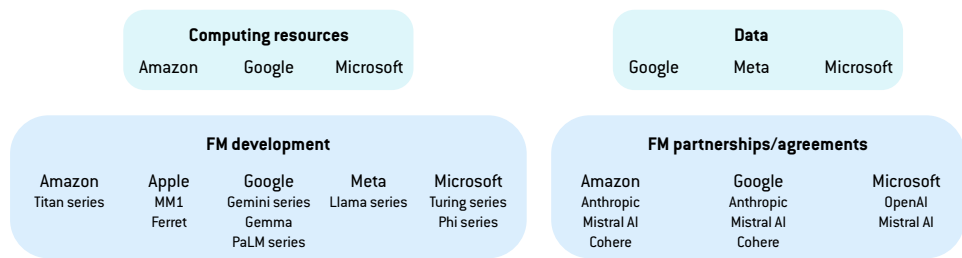 Computing resources
Amazon Google Microsoft
Data
Google Meta Microsoft
FM development
Amazon Apple Google Meta Microsoft
Titan series MM1 Gemini series Llama series Turing series
Ferret Gemma Phi series
PaLM series
FM partnerships/agreements
Amazon Google Microsoft
Anthropic Anthropic OpenAI
Mistral AI Mistral AI Mistral AI
Cohere Cohere